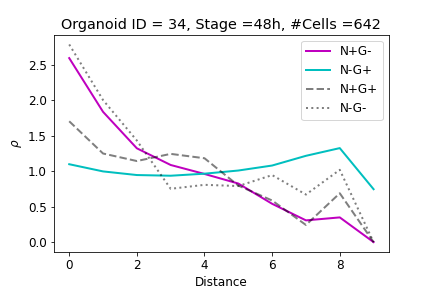 Organoid ID = 34, Stage =48h, #Cells =642
N+G-
N-G+
N+G+
N-G-
2.5
2.0
1.5
1.0
0.5
0.0
ρ
0 2 4 6 8
Distance